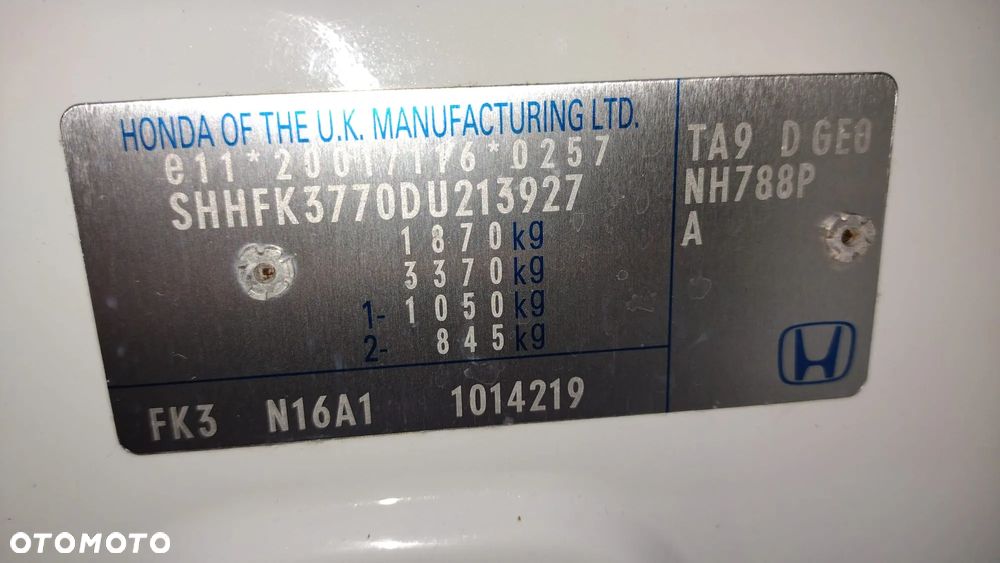 HONDA OF THE U.K. MANUFACTURING LTD.
e11*2001/116*0257
SHHFK3770DU213927
1870kg
3370kg
1- 1050kg
2- 845kg
FK3 N16A1 1014219
TA9 D GE0
NH788P
A
OTOMOTO